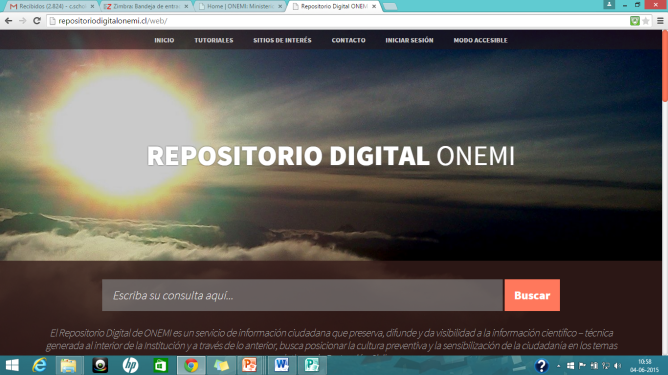 Recibidos (2.824) - c.acho
Zimbra: Bandeja de entra
Home | ONEMI: Ministeri
Repositorio Digital ONEM
repositoriodigitalonemi.cl/web/
INICIO TUTORIALES SITIOS DE INTERÉS CONTACTO INICIAR SESIÓN MODO ACCESIBLE
REPOSITORIO DIGITAL ONEMI
Escriba su consulta aquí...
Buscar
El Repositorio Digital de ONEMI es un servicio de información ciudadana que preserva, difunde y da visibilidad a la información científico – técnica
generada al interior de la Institución y a través de lo anterior, busca posicionar la cultura preventiva y la sensibilización de la ciudadanía en los temas
10:58
04-06-2015